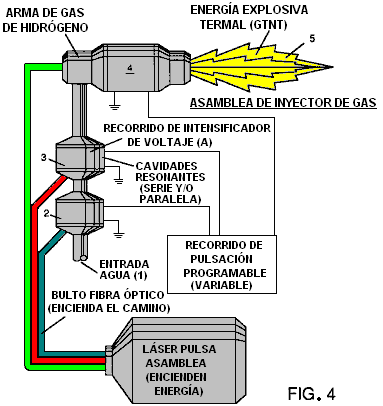 ARMA DE GAS
DE HIDRÓGENO
ENERGÍA EXPLOSIVA
TERMAL (GTNT)
5
4
ASAMBLEA DE INYECTOR DE GAS
RECORRIDO DE INTENSIFICADOR
DE VOLTAJE (A)
3
CAVIDADES
RESONANTES
(SERIE Y/O
PARALELA)
2
ENTRADA
AGUA (1)
RECORRIDO DE
PULSACIÓN
PROGRAMABLE
(VARIABLE)
BULTO FIBRA ÓPTICO
(ENCIENDA EL CAMINO)
LÁSER PULSA
ASAMBLEA
(ENCIENDEN
ENERGÍA)
FIG. 4